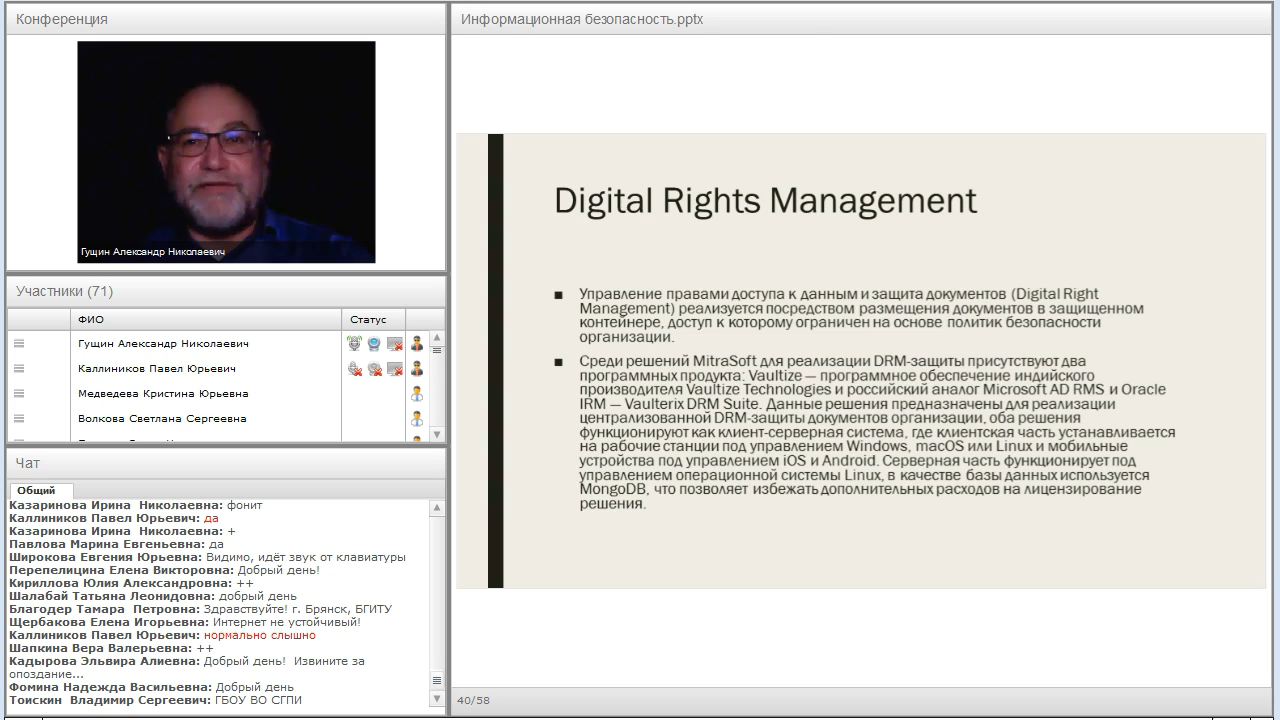 Конференция
Гущин Александр Николаевич
Участники (71)
ФИО
Статус
Гущин Александр Николаевич
Каллиников Павел Юрьевич
Медведева Кристина Юрьевна
Волкова Светлана Сергеевна
Чат
Общий
Казаринова Ирина Николаевна: фонит
Каллиников Павел Юрьевич: да
Казаринова Ирина Николаевна: +
Павлова Марина Евгеньевна: да
Широкова Евгения Юрьевна: Видимо, идёт звук от клавиатуры
Перепелицина Елена Викторовна: Добрый день!
Кириллова Юлия Александровна: ++
Шалабай Татьяна Леонидовна: добрый день
Благодер Тамара Петровна: Здравствуйте! г. Брянск, БГИТУ
Щербакова Елена Игорьевна: Интернет не устойчивый!
Каллиников Павел Юрьевич: нормально слышно
Шапкина Вера Валерьевна: ++
Кадырова Эльвира Алиевна: Добрый день! Извините за
опоздание...
Фомина Надежда Васильевна: Добрый день
Тоискин Владимир Сергеевич: ГБОУ ВО СГПИ
Информационная безопасность.pptx
Digital Rights Management
■ Управление правами доступа к данным и защита документов (Digital Right
Management) реализуется посредством размещения документов в защищенном
контейнере, доступ к которому ограничен на основе политик безопасности
организации.
■ Среди решений MitraSoft для реализации DRM-защиты присутствуют два
программных продукта: Vaultize — программное обеспечение индийского
производителя Vaultize Technologies и российский аналог Microsoft AD RMS и Oracle
IRM — Vaulterix DRM Suite. Данные решения предназначены для реализации
централизованной DRM-защиты документов организации, оба решения
функционируют как клиент-серверная система, где клиентская часть устанавливается
на рабочие станции под управлением Windows, macOS или Linux и мобильные
устройства под управлением iOS и Android. Серверная часть функционирует под
управлением операционной системы Linux, в качестве базы данных используется
MongoDB, что позволяет избежать дополнительных расходов на лицензирование
решения.
40/58